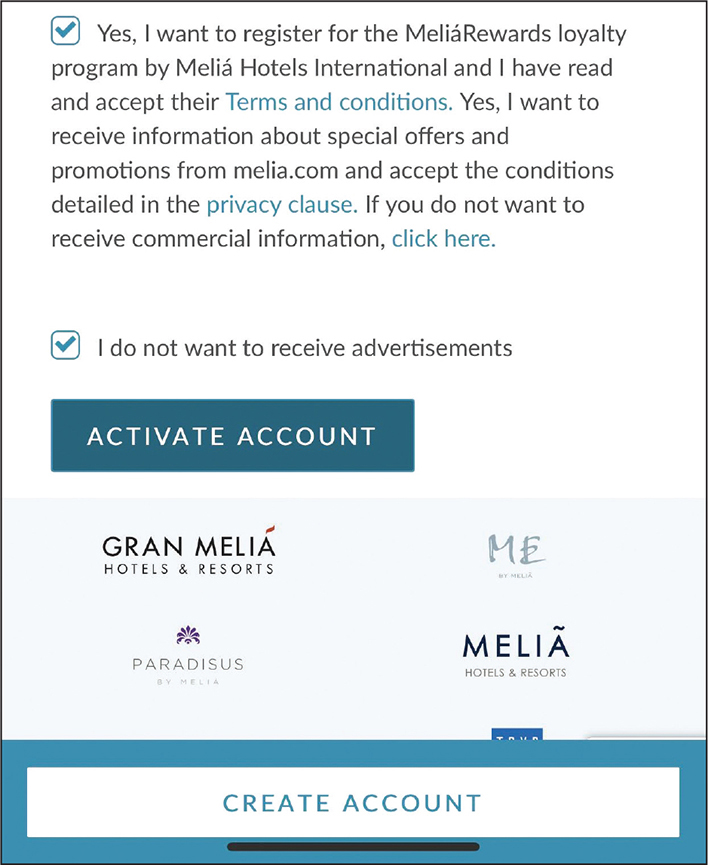 Yes, I want to register for the MeliáRewards loyalty
program by Meliá Hotels International and I have read
and accept their Terms and conditions. Yes, I want to
receive information about special offers and
promotions from melia.com and accept the conditions
detailed in the privacy clause. If you do not want to
receive commercial information, click here.
I do not want to receive advertisements
ACTIVATE ACCOUNT
GRAN MELIÁ
HOTELS & RESORTS
ME
BY MELIÁ
PARADISUS
BY MELIÁ
MELIÃ
HOTELS & RESORTS
CREATE ACCOUNT